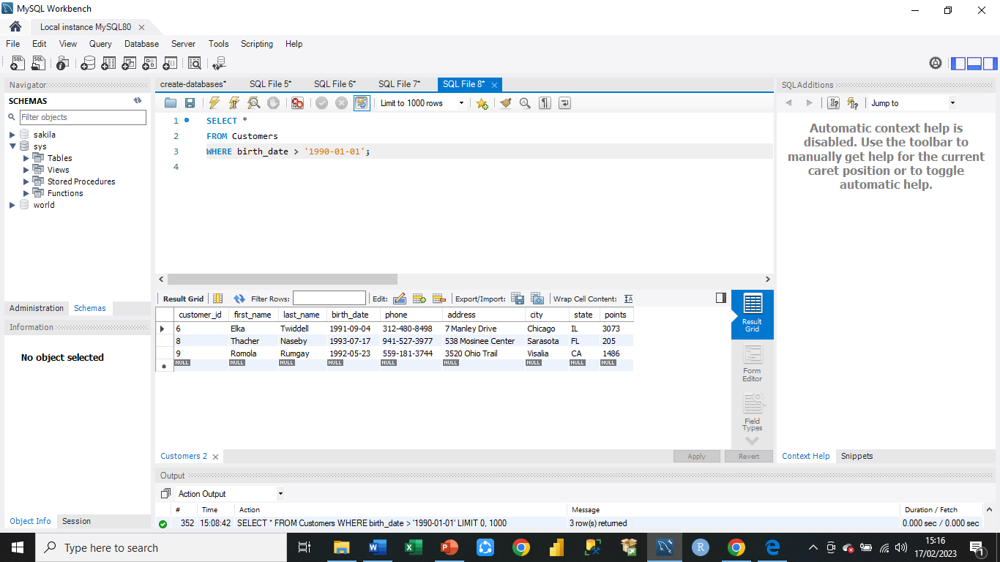 MySQL Workbench
Local instance MySQL80
File Edit View Query Database Server Tools Scripting Help
Navigator
SCHEMAS
Filter objects
sakila
sys
Tables
Views
Stored Procedures
Functions
world
Administration Schemas
Information
No object selected
Object Info Session
create-databases* SQL File 5* SQL File 6* SQL File 7* SQL File 8*
Limit to 1000 rows
1 SELECT *
2 FROM Customers
3 WHERE birth_date > '1990-01-01';
4
Result Grid Filter Rows: Edit: Export/Import: Wrap Cell Content: IA
customer_id first_name last_name birth_date phone address city state points
6 Elka Twiddell 1991-09-04 312-480-8498 7 Manley Drive Chicago IL 3073
8 Thacher Naseby 1993-07-17 941-527-3977 538 Mosinee Center Sarasota FL 205
9 Romola Rumgay 1992-05-23 559-181-3744 3520 Ohio Trail Visalia CA 1486
NULL NULL NULL NULL NULL NULL NULL NULL NULL
Result
Grid
Form
Editor
Field
Types
Customers 2
Apply Revert
SQLAdditions
Jump to
Automatic context help is
disabled. Use the toolbar to
manually get help for the current
caret position or to toggle
automatic help.
Context Help Snippets
Output
Action Output
# Time Action Message Duration / Fetch
352 15:08:42 SELECT * FROM Customers WHERE birth_date > '1990-01-01' LIMIT 0, 1000 3 row(s) returned 0.000 sec / 0.000 sec
Type here to search
15:16
17/02/2023
1